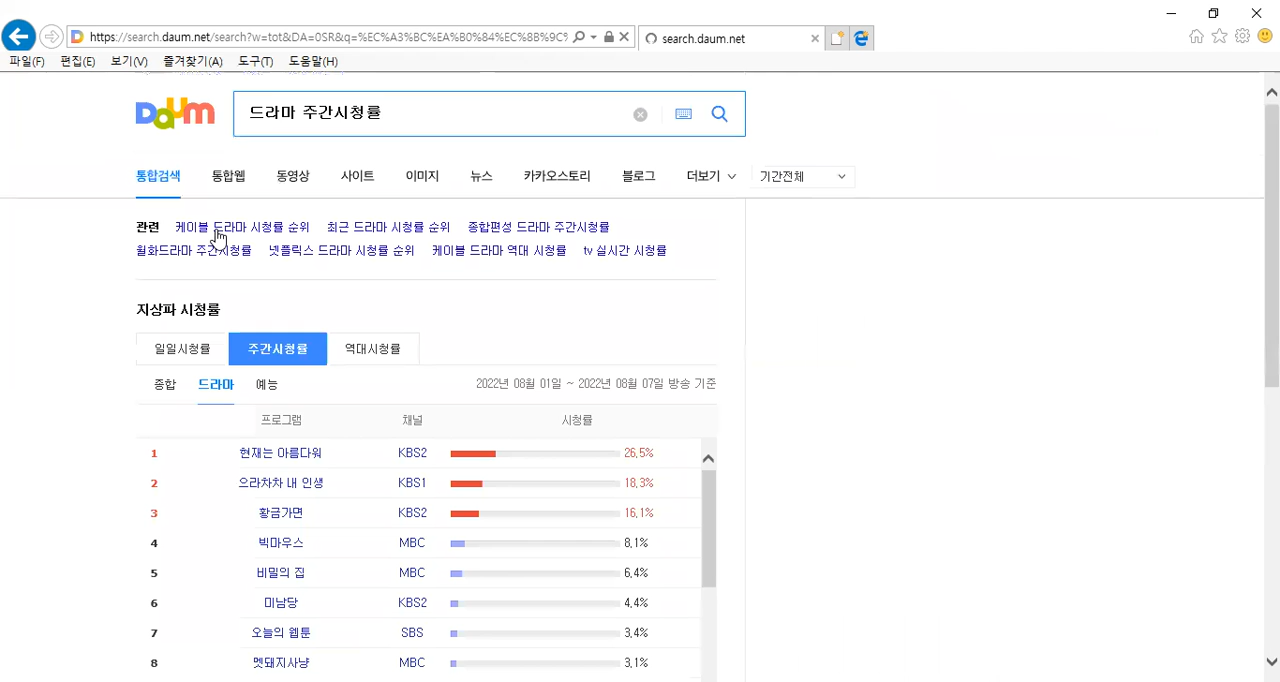 https://search.daum.net/search?w=tot&DA=0SR&q=%EC%A3%BC%EA%B0%84%EC%8B%9C% search.daum.net
파일(F) 편집(E) 보기(V) 즐겨찾기(A) 도구(T) 도움말(H)
Daum 드라마 주간시청률
통합검색 통합웹 동영상 사이트 이미지 뉴스 카카오스토리 블로그 더보기 기간전체
관련 케이블 드라마 시청률 순위 최근 드라마 시청률 순위 종합편성 드라마 주간시청률
월화드라마 주간시청률 넷플릭스 드라마 시청률 순위 케이블 드라마 역대 시청률 tv 실시간 시청률
지상파 시청률
일일시청률 주간시청률 역대시청률
종합 드라마 예능 2022년 08월 01일 ~ 2022년 08월 07일 방송 기준
프로그램 채널 시청률
1 현재는 아름다워 KBS2 26,5%
2 으라차차 내 인생 KBS1 18,3%
3 황금가면 KBS2 16,1%
4 빅마우스 MBC 8,1%
5 비밀의 집 MBC 6,4%
6 미남당 KBS2 4,4%
7 오늘의 웹툰 SBS 3,4%
8 멧돼지사냥 MBC 3,1%